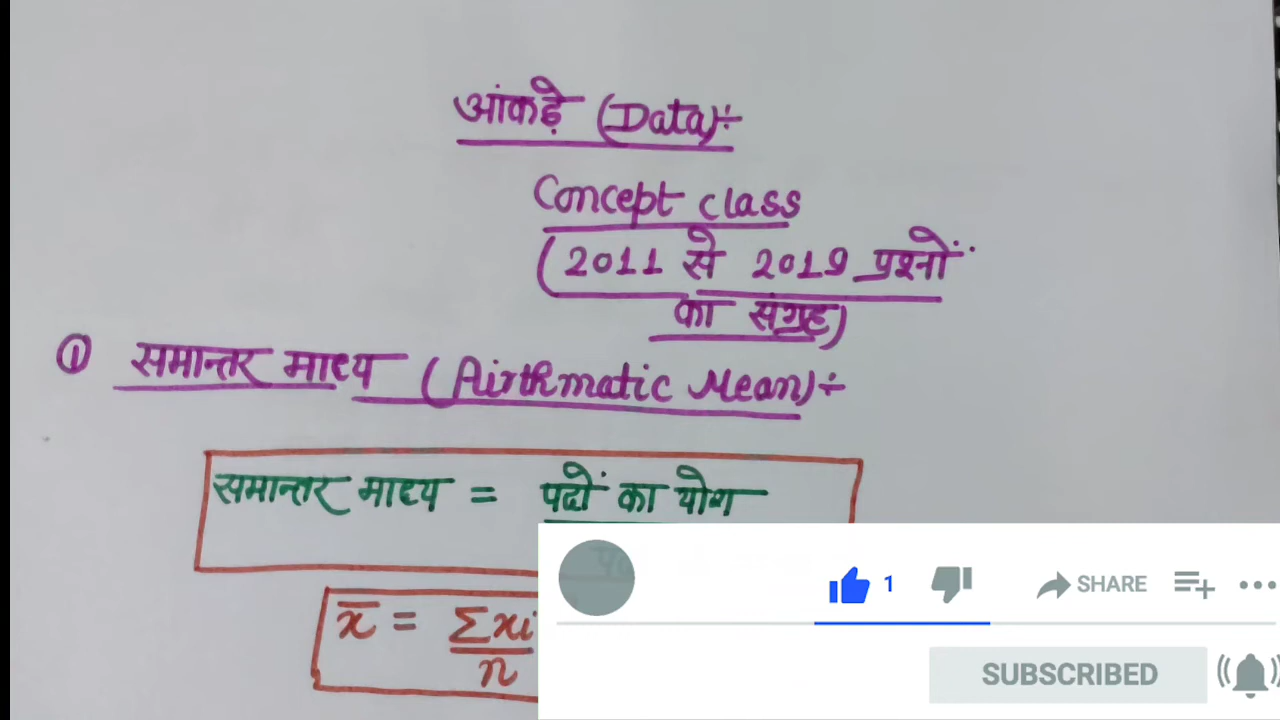 आंकड़े (Data)÷
Concept class
(2011 से 2019 प्रश्नों
का संग्रह)
① समान्तर माध्य (Airthmatic Mean)÷
समान्तर माध्य = पदों का योग
x̄ = Σxi
n
1
SHARE
SUBSCRIBED